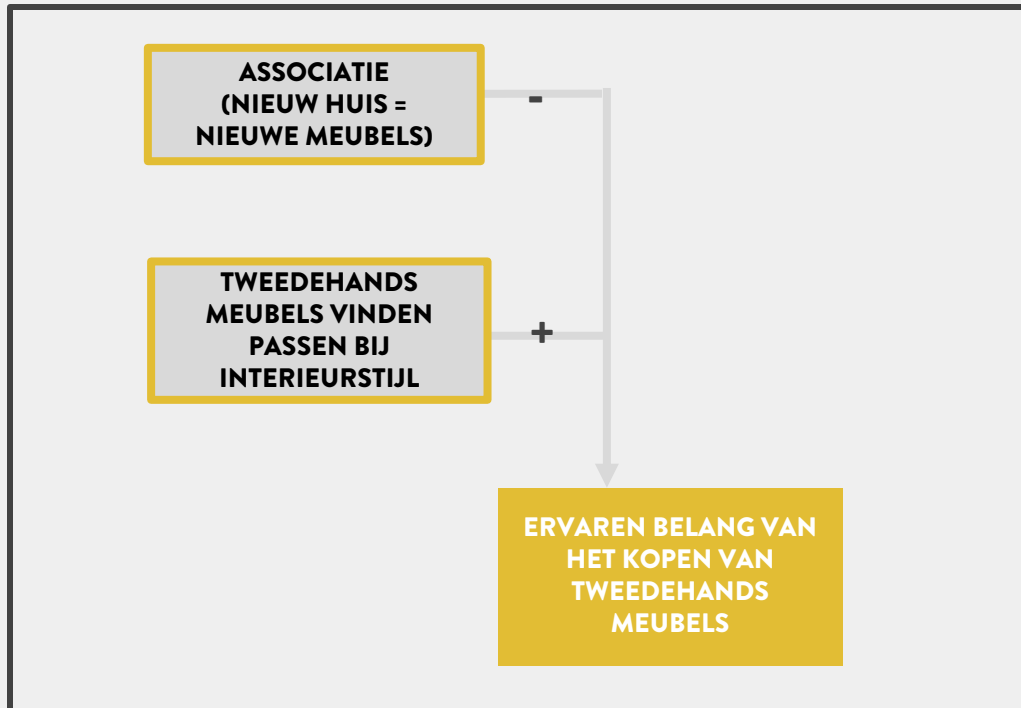 ASSOCIATIE
(NIEUW HUIS =
NIEUWE MEUBELS)
-
TWEEDEHANDS
MEUBELS VINDEN
PASSEN BIJ
INTERIEURSTIJL
+
ERVAREN BELANG VAN
HET KOPEN VAN
TWEEDEHANDS
MEUBELS